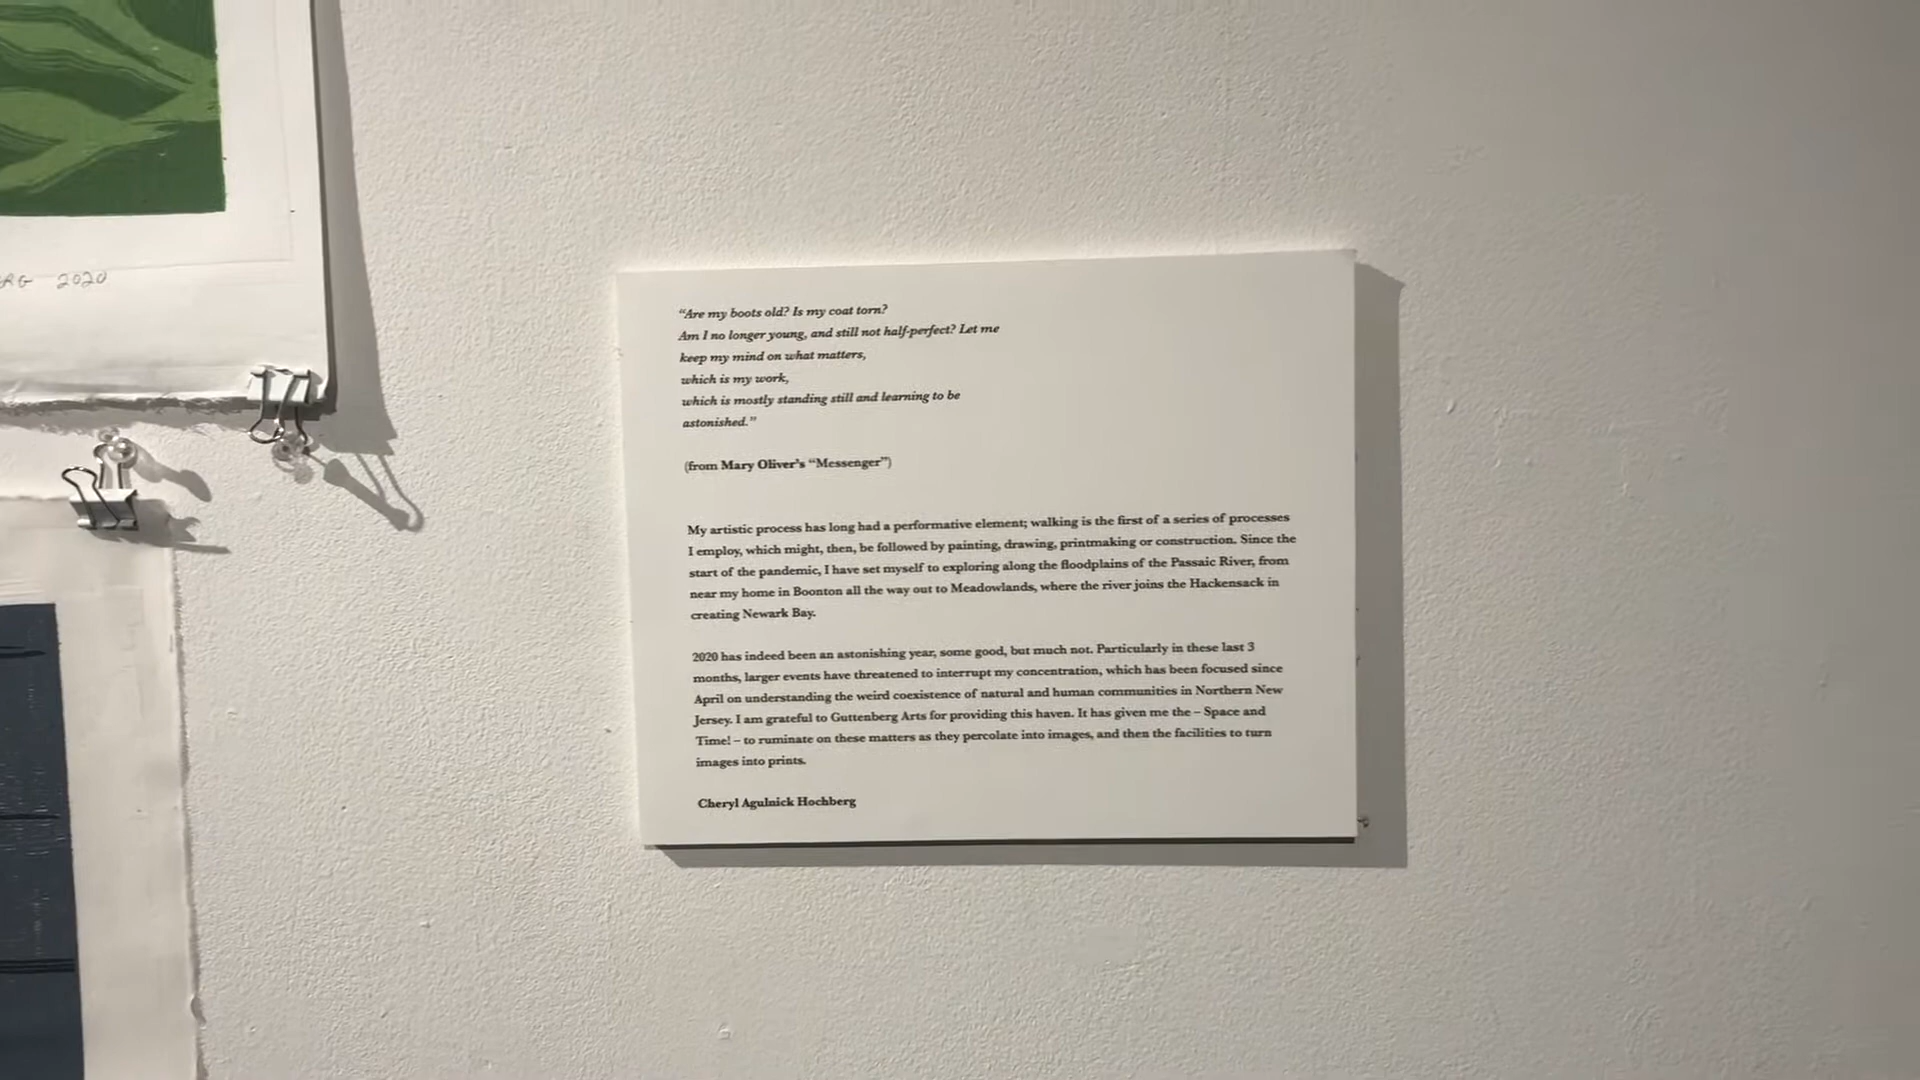 RG 2020
“Are my boots old? Is my coat torn?
Am I no longer young, and still not half-perfect? Let me
keep my mind on what matters,
which is my work,
which is mostly standing still and learning to be
astonished.”
(from Mary Oliver’s “Messenger”)
My artistic process has long had a performative element; walking is the first of a series of processes
I employ, which might, then, be followed by painting, drawing, printmaking or construction. Since the
start of the pandemic, I have set myself to exploring along the floodplains of the Passaic River, from
near my home in Boonton all the way out to Meadowlands, where the river joins the Hackensack in
creating Newark Bay.
2020 has indeed been an astonishing year, some good, but much not. Particularly in these last 3
months, larger events have threatened to interrupt my concentration, which has been focused since
April on understanding the weird coexistence of natural and human communities in Northern New
Jersey. I am grateful to Guttenberg Arts for providing this haven. It has given me the – Space and
Time! – to ruminate on these matters as they percolate into images, and then the facilities to turn
images into prints.
Cheryl Agulnick Hochberg